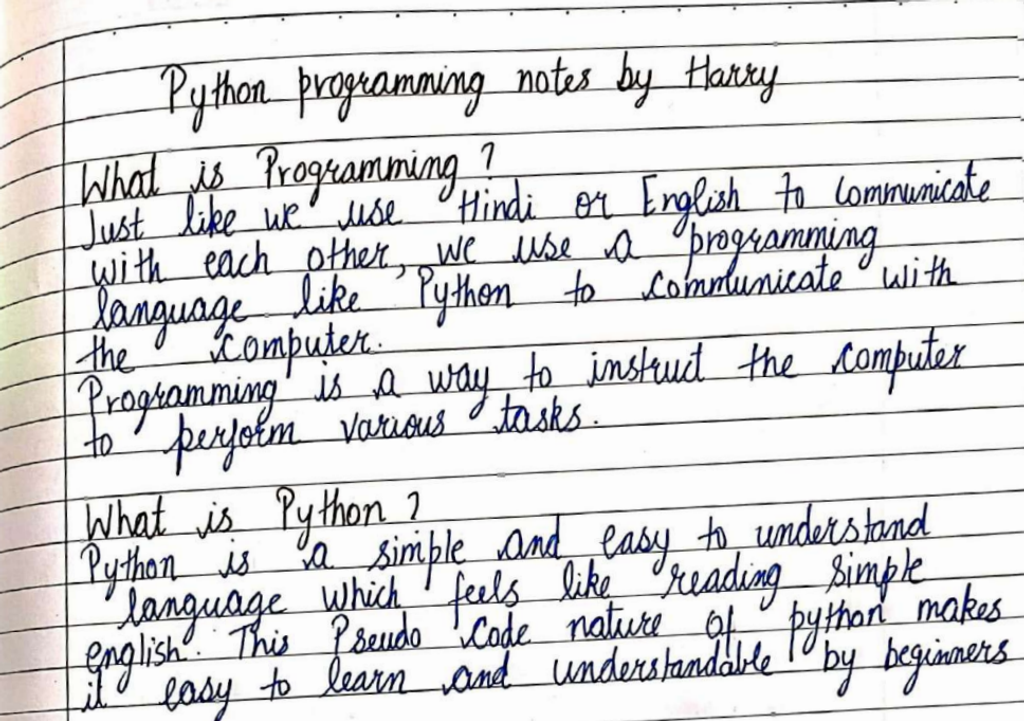 Python programming notes by Harry
What is Programming?
Just like we use Hindi or English to communicate
with each other, we use a programming
language like Python to communicate with
the computer.
Programming is a way to instruct the computer
to perform various tasks.
What is Python?
Python is a simple and easy to understand
language which feels like reading simple
english. This Pseudo code nature of python makes
it easy to learn and understandable by beginners